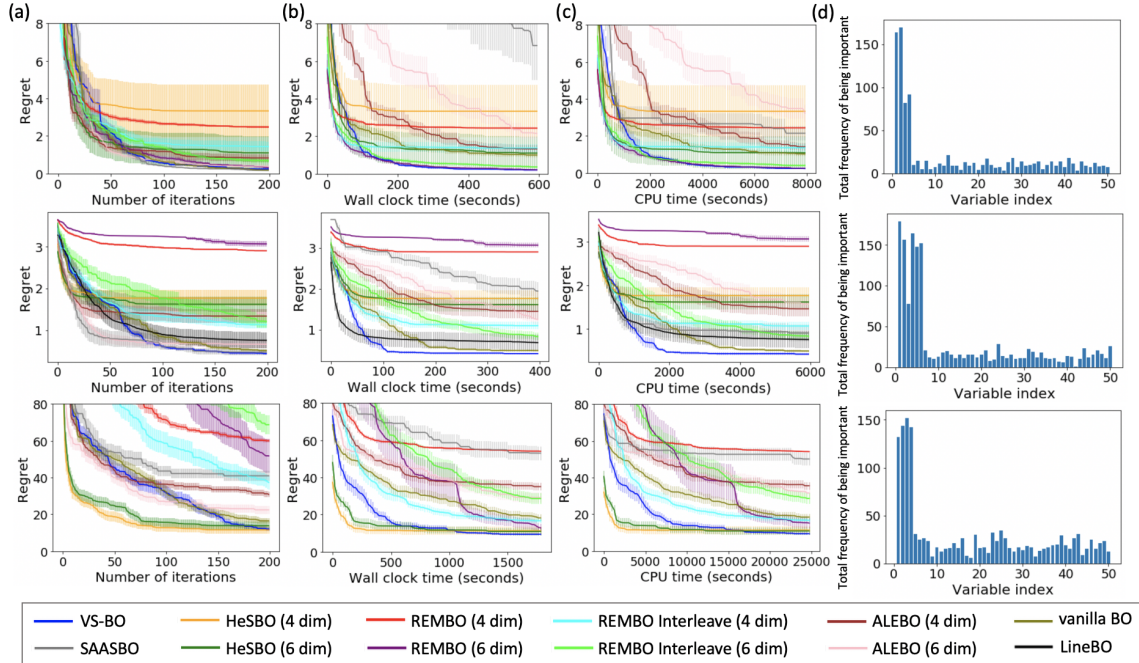 (a)
(b)
(c)
(d)
8
6
4
2
0
Regret
0 50 100 150 200
Number of iterations
8
6
4
2
0
Regret
0 200 400 600
Wall clock time (seconds)
8
6
4
2
0
Regret
0 2000 4000 6000 8000
CPU time (seconds)
150
100
50
0
Total frequency of being important
0 10 20 30 40 50
Variable index
3
2
1
Regret
0 50 100 150 200
Number of iterations
3
2
1
Regret
0 100 200 300 400
Wall clock time (seconds)
3
2
1
Regret
0 2000 4000 6000
CPU time (seconds)
150
100
50
0
Total frequency of being important
0 10 20 30 40 50
Variable index
80
60
40
20
0
Regret
0 50 100 150 200
Number of iterations
80
60
40
20
0
Regret
0 500 1000 1500
Wall clock time (seconds)
80
60
40
20
0
Regret
0 5000 10000 15000 20000 25000
CPU time (seconds)
150
100
50
0
Total frequency of being important
0 10 20 30 40 50
Variable index
VS-BO HeSBO (4 dim) REMBO (4 dim) REMBO Interleave (4 dim) ALEBO (4 dim) vanilla BO
SAASBO HeSBO (6 dim) REMBO (6 dim) REMBO Interleave (6 dim) ALEBO (6 dim) LineBO